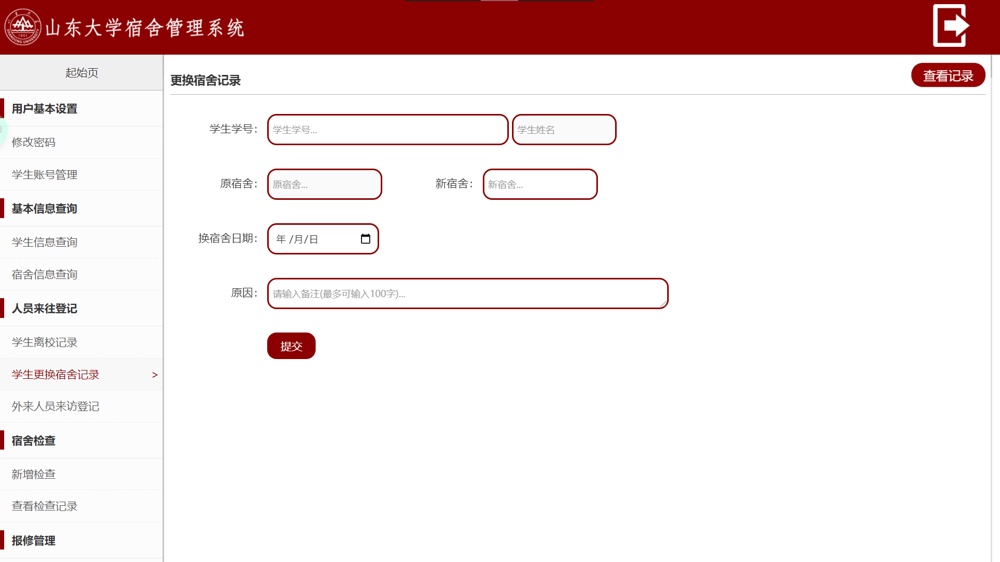 SHANDONG UNIVERSITY
1901
山东大学宿舍管理系统
起始页
用户基本设置
修改密码
学生账号管理
基本信息查询
学生信息查询
宿舍信息查询
人员来往登记
学生离校记录
学生更换宿舍记录 >
外来人员来访登记
宿舍检查
新增检查
查看检查记录
报修管理
更换宿舍记录 查看记录
学生学号: 学生学号... 学生姓名
原宿舍: 原宿舍... 新宿舍: 新宿舍...
换宿舍日期: 年 /月/日
原因: 请输入备注(最多可输入100字)...
提交